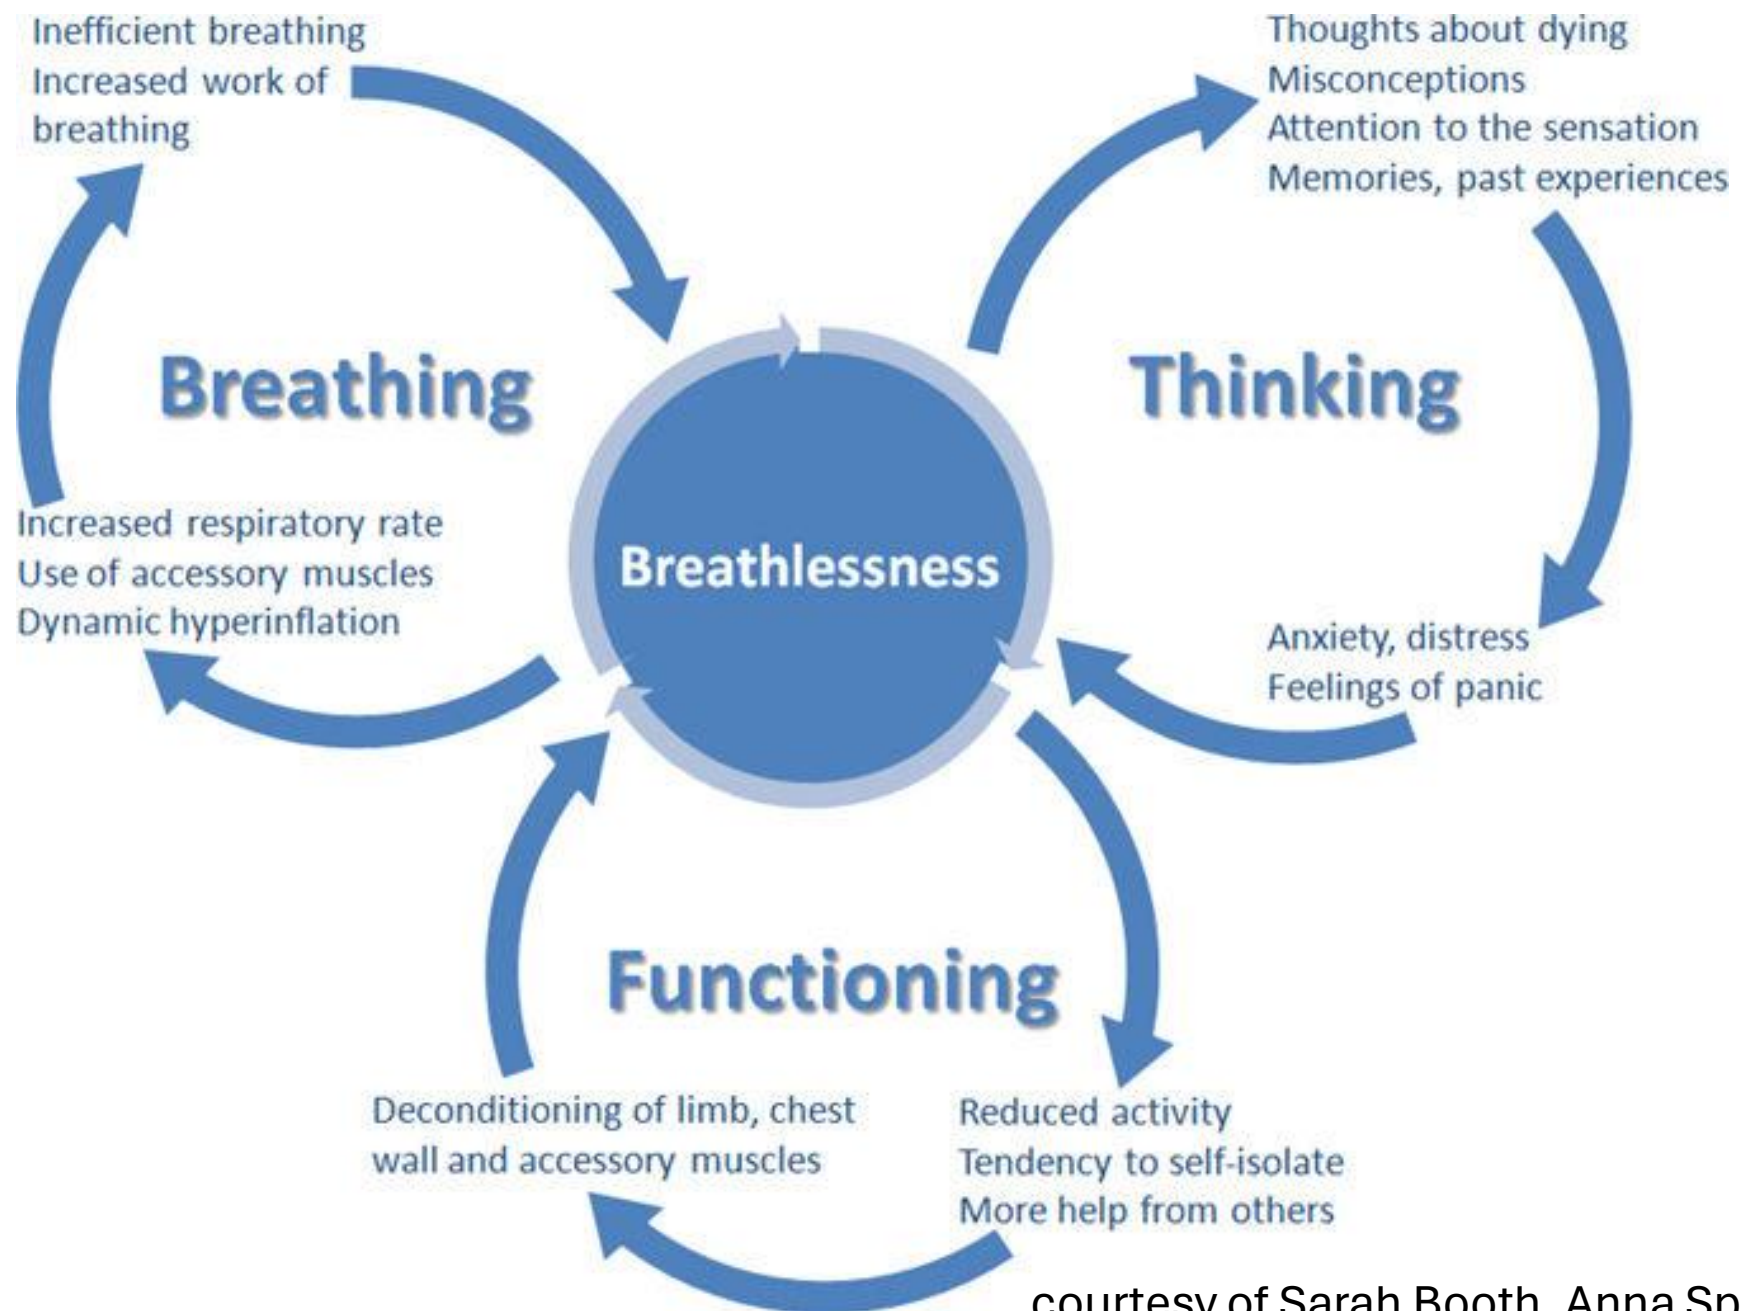 Inefficient breathing
Increased work of
breathing
Thoughts about dying
Misconceptions
Attention to the sensation
Memories, past experiences
Breathing
Thinking
Increased respiratory rate
Use of accessory muscles
Dynamic hyperinflation
Breathlessness
Anxiety, distress
Feelings of panic
Functioning
Deconditioning of limb, chest
wall and accessory muscles
Reduced activity
Tendency to self-isolate
More help from others
courtesy of Sarah Booth, Anna